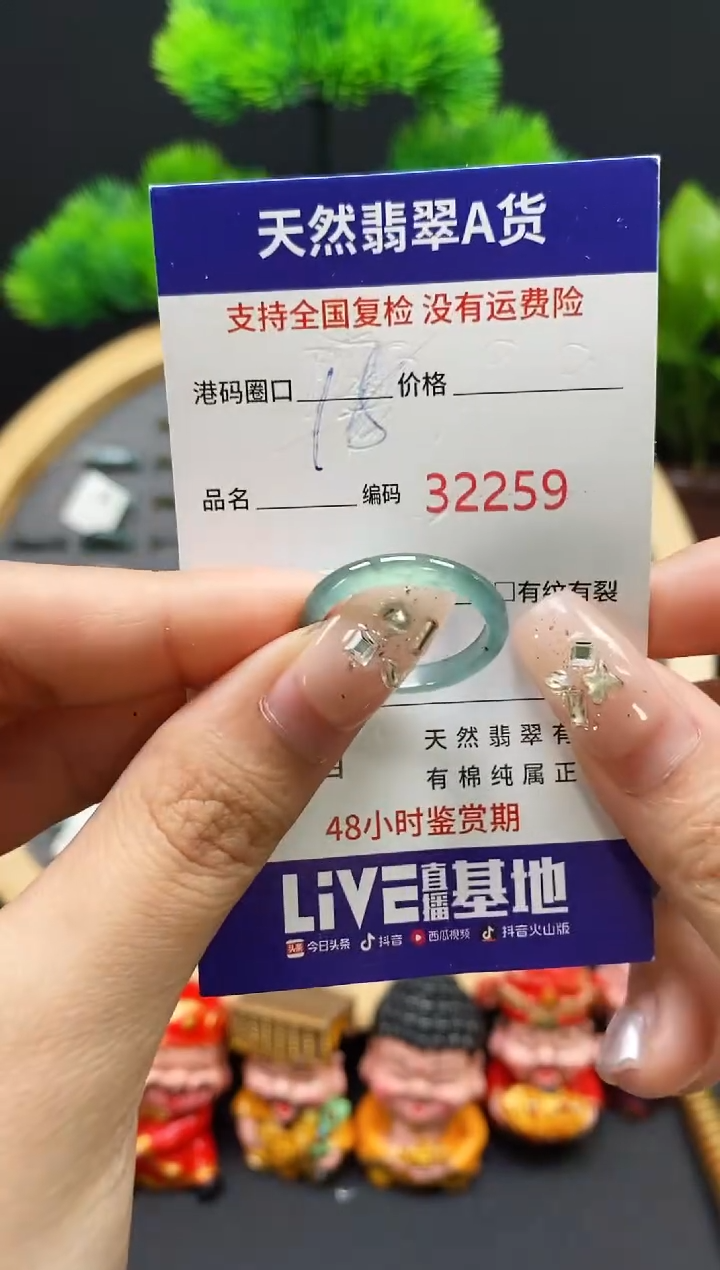 天然翡翠A货
支持全国复检 没有运费险
港码圈口 18 价格
品名 编码 32259
□有纹有裂
天然翡翠有
有棉纯属正
48小时鉴赏期
LiVE直播基地
头条 今日头条 抖音 西瓜视频 抖音火山版